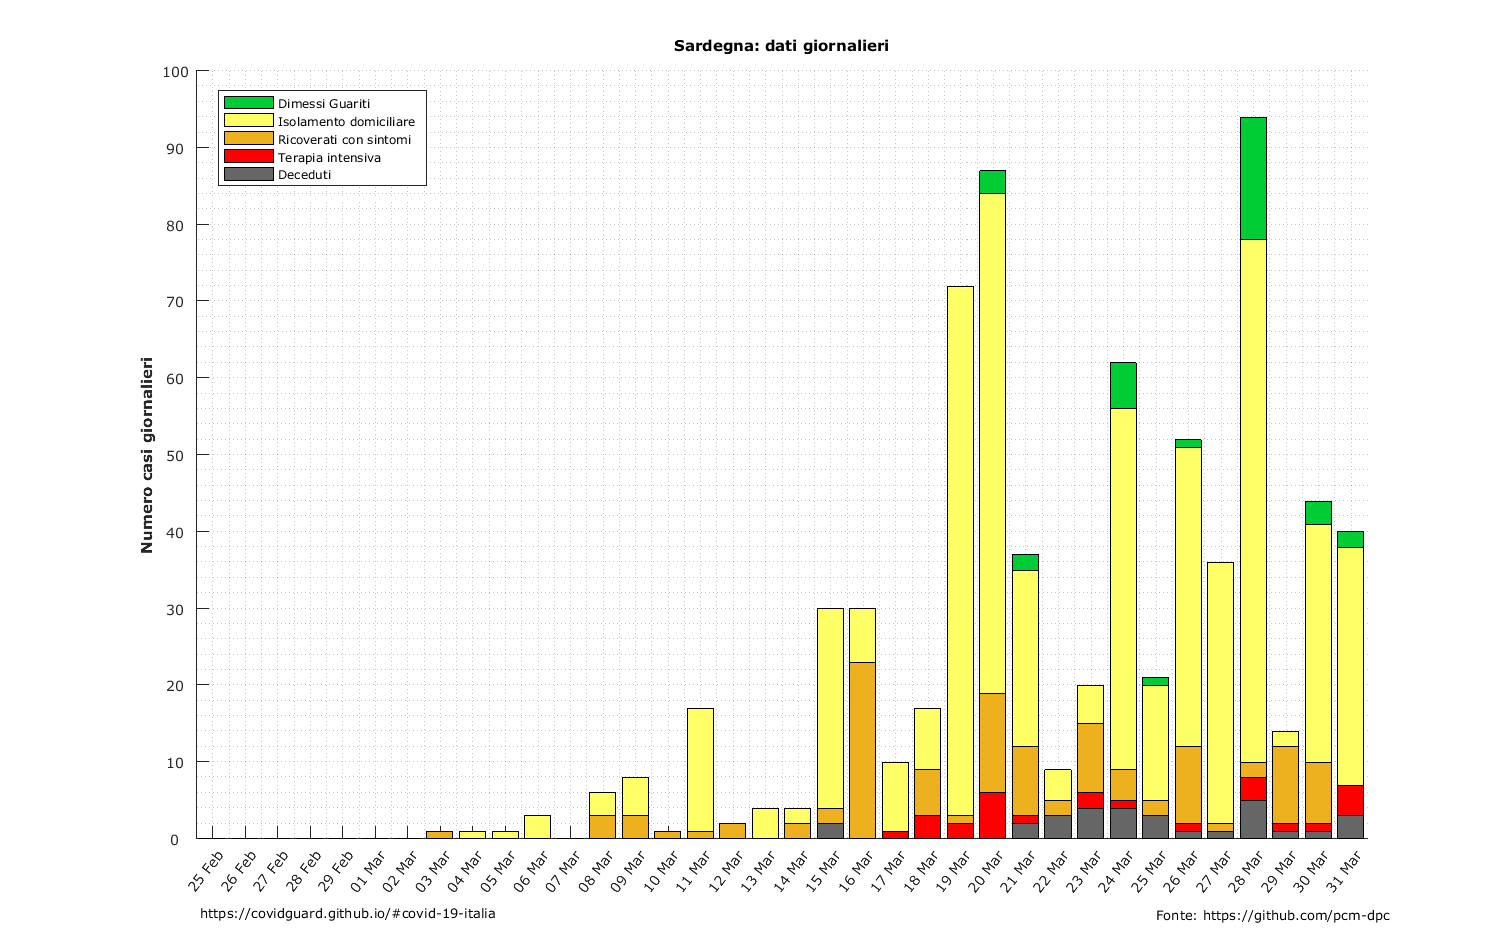 Sardegna: dati giornalieri
100
90
80
70
60
50
40
30
20
10
0
Numero casi giornalieri
Dimessi Guariti
Isolamento domiciliare
Ricoverati con sintomi
Terapia intensiva
Deceduti
25 Feb
26 Feb
27 Feb
28 Feb
29 Feb
01 Mar
02 Mar
03 Mar
04 Mar
05 Mar
06 Mar
07 Mar
08 Mar
09 Mar
10 Mar
11 Mar
12 Mar
13 Mar
14 Mar
15 Mar
16 Mar
17 Mar
18 Mar
19 Mar
20 Mar
21 Mar
22 Mar
23 Mar
24 Mar
25 Mar
26 Mar
27 Mar
28 Mar
29 Mar
30 Mar
31 Mar
https://covidguard.github.io/#covid-19-italia
Fonte: https://github.com/pcm-dpc